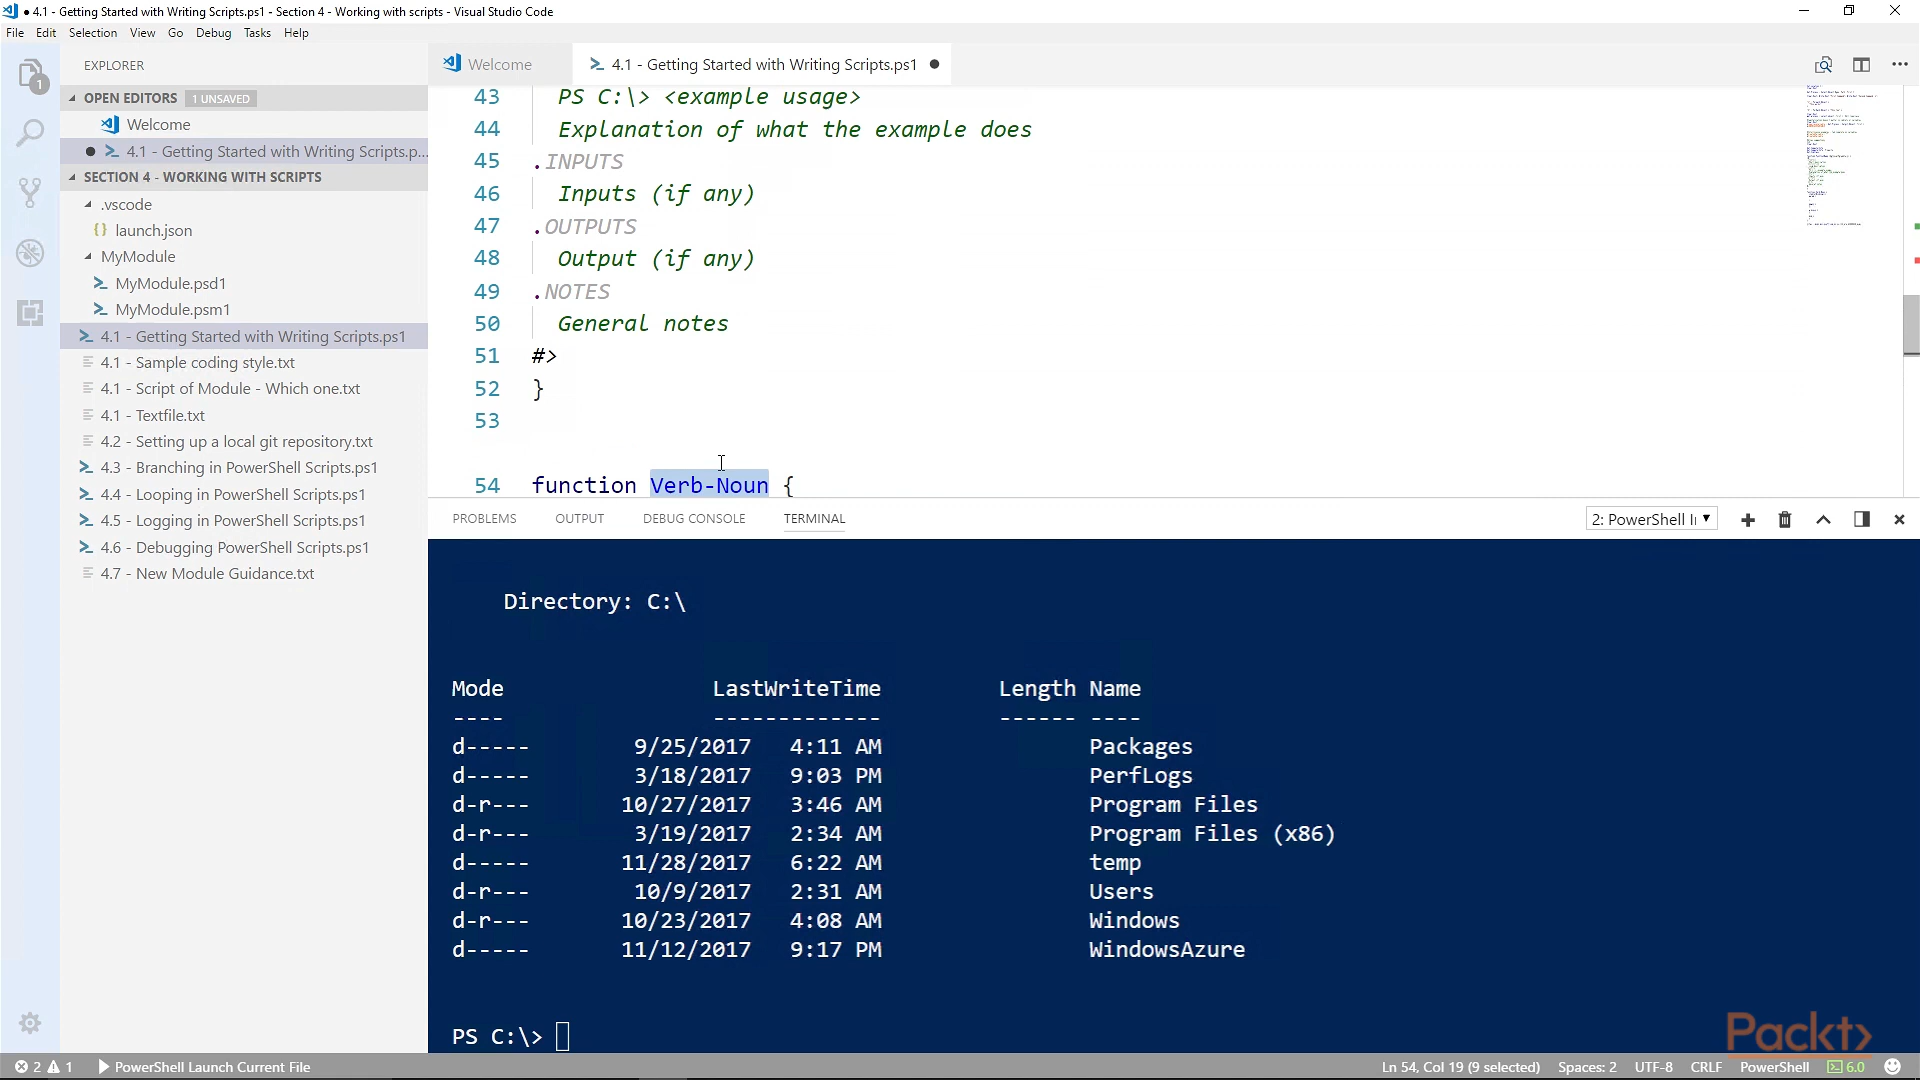 ● 4.1 - Getting Started with Writing Scripts.ps1 - Section 4 - Working with scripts - Visual Studio Code
File Edit Selection View Go Debug Tasks Help
EXPLORER
1
OPEN EDITORS 1 UNSAVED
Welcome
● 4.1 - Getting Started with Writing Scripts.p...
SECTION 4 - WORKING WITH SCRIPTS
.vscode
{} launch.json
MyModule
MyModule.psd1
MyModule.psm1
4.1 - Getting Started with Writing Scripts.ps1
4.1 - Sample coding style.txt
4.1 - Script of Module - Which one.txt
4.1 - Textfile.txt
4.2 - Setting up a local git repository.txt
4.3 - Branching in PowerShell Scripts.ps1
4.4 - Looping in PowerShell Scripts.ps1
4.5 - Logging in PowerShell Scripts.ps1
4.6 - Debugging PowerShell Scripts.ps1
4.7 - New Module Guidance.txt
Welcome 4.1 - Getting Started with Writing Scripts.ps1 ●
43 PS C:\> <example usage>
44 Explanation of what the example does
45 .INPUTS
46 Inputs (if any)
47 .OUTPUTS
48 Output (if any)
49 .NOTES
50 General notes
51 #>
52 }
53
54 function Verb-Noun {
PROBLEMS OUTPUT DEBUG CONSOLE TERMINAL 2: PowerShell I
Directory: C:\
Mode LastWriteTime Length Name
---- ------------- ------ ----
d----- 9/25/2017 4:11 AM Packages
d----- 3/18/2017 9:03 PM PerfLogs
d-r--- 10/27/2017 3:46 AM Program Files
d-r--- 3/19/2017 2:34 AM Program Files (x86)
d----- 11/28/2017 6:22 AM temp
d-r--- 10/9/2017 2:31 AM Users
d-r--- 10/23/2017 4:08 AM Windows
d----- 11/12/2017 9:17 PM WindowsAzure
PS C:\>
Packt>
2 1 PowerShell Launch Current File Ln 54, Col 19 (9 selected) Spaces: 2 UTF-8 CRLF PowerShell 6.0